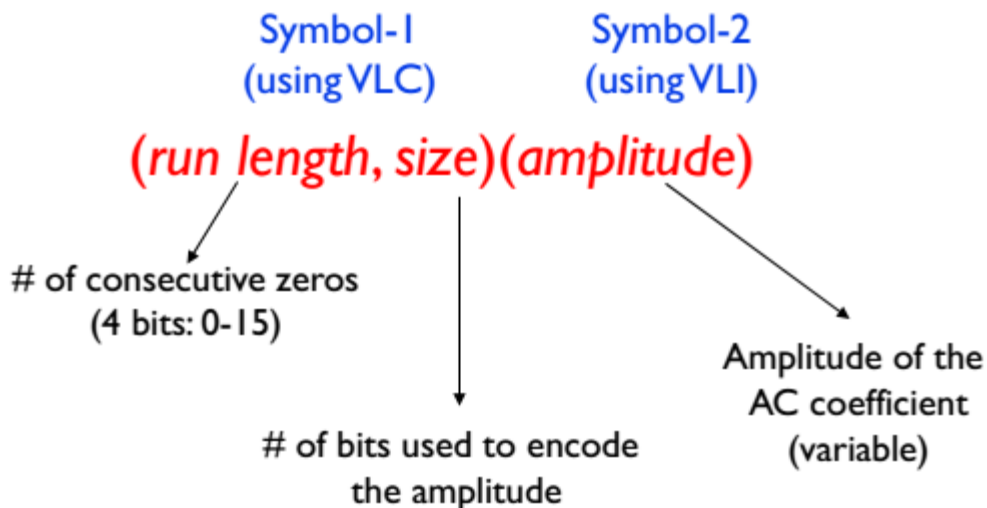 Symbol-1
(using VLC)
Symbol-2
(using VLI)
(run length, size)(amplitude)
# of consecutive zeros
(4 bits: 0-15)
# of bits used to encode
the amplitude
Amplitude of the
AC coefficient
(variable)